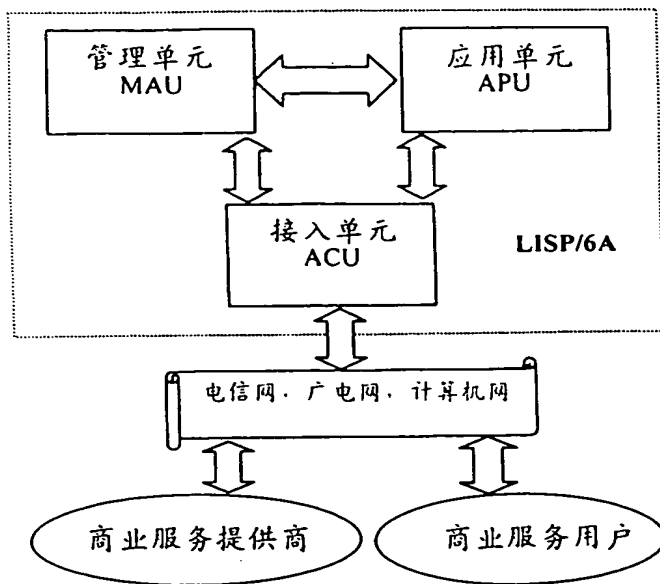 管理单元
MAU
应用单元
APU
接入单元
ACU
LISP/6A
电信网，广电网，计算机网
商业服务提供商
商业服务用户